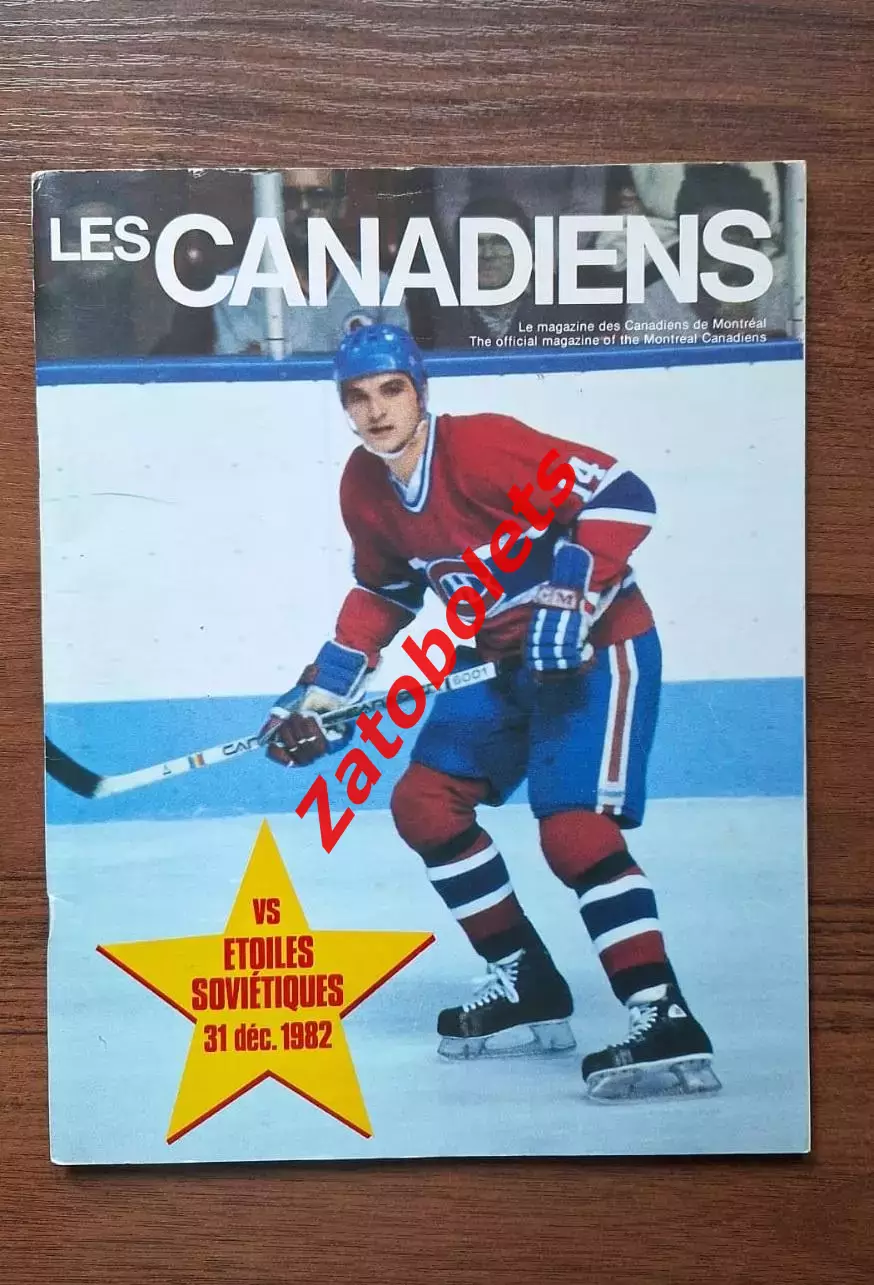 LES CANADIENS
Le magazine des Canadiens de Montréal
The official magazine of the Montreal Canadiens
14
CCM
6001
Zatobolets
VS
ETOILES
SOVIÉTIQUES
31 déc. 1982